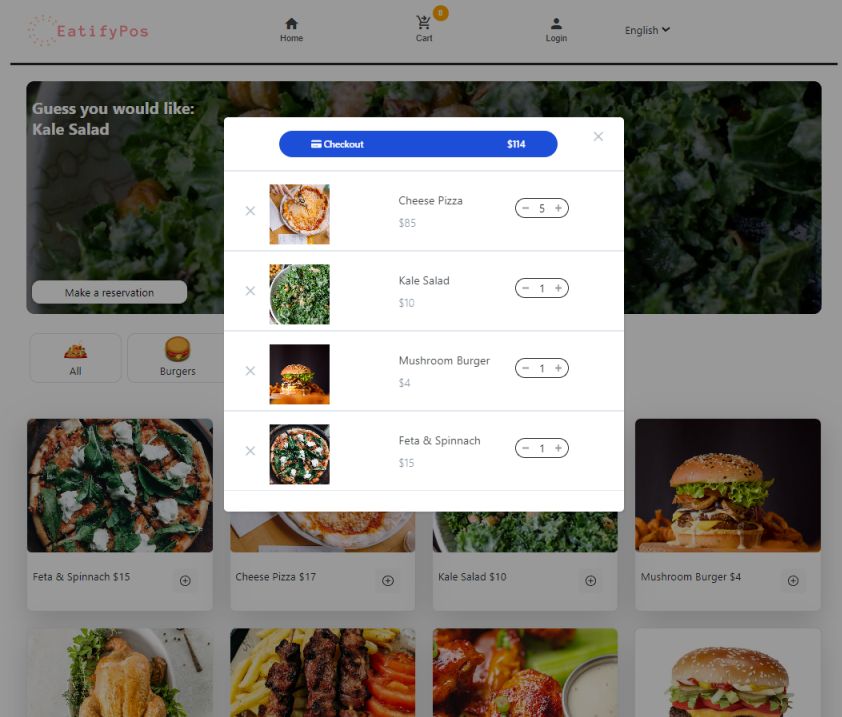 EatifyPos
Home
Cart
8
Login
English
Guess you would like:
Kale Salad
Make a reservation
All
Burgers
Checkout
$114
Cheese Pizza
$85
5
Kale Salad
$10
1
Mushroom Burger
$4
1
Feta & Spinnach
$15
1
Feta & Spinnach $15
Cheese Pizza $17
Kale Salad $10
Mushroom Burger $4